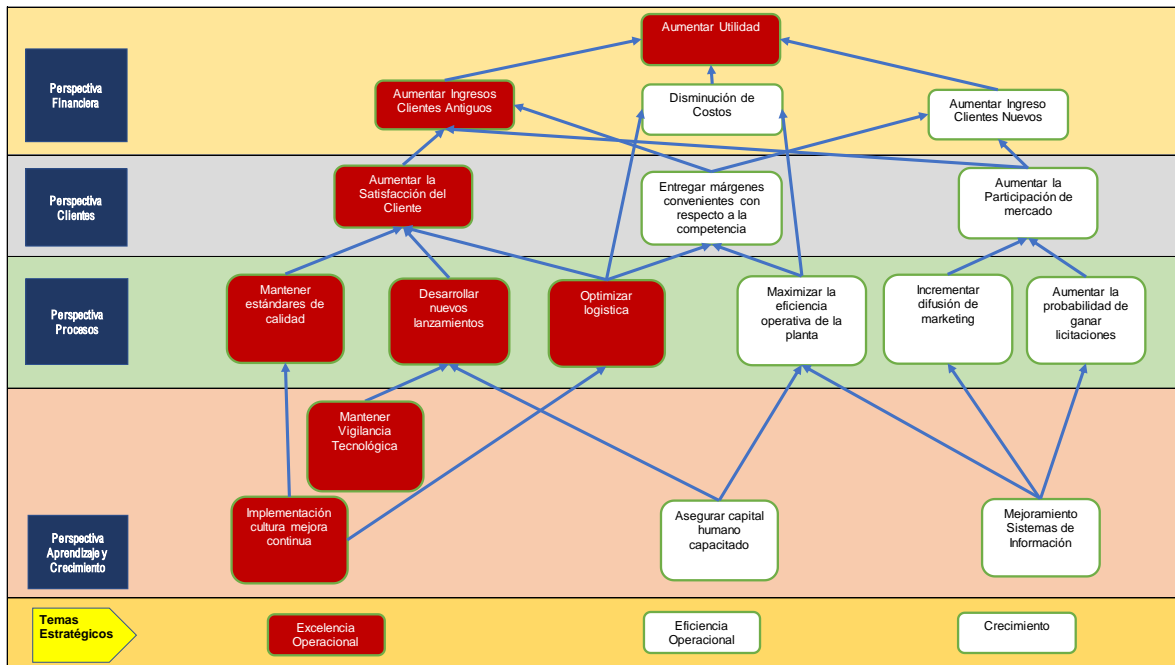 Aumentar Utilidad
Perspectiva
Financiera
Aumentar Ingresos
Clientes Antiguos
Disminución de
Costos
Aumentar Ingreso
Clientes Nuevos
Perspectiva
Clientes
Aumentar la
Satisfacción del
Cliente
Entregar márgenes
convenientes con
respecto a la
competencia
Aumentar la
Participación de
mercado
Perspectiva
Procesos
Mantener
estándares de
calidad
Desarrollar
nuevos
lanzamientos
Optimizar
logistica
Maximizar la
eficiencia
operativa de la
planta
Incrementar
difusión de
marketing
Aumentar la
probabilidad de
ganar
licitaciones
Mantener
Vigilancia
Tecnológica
Perspectiva
Aprendizaje y
Crecimiento
Implementación
cultura mejora
continua
Asegurar capital
humano
capacitado
Mejoramiento
Sistemas de
Información
Temas
Estratégicos
Excelencia
Operacional
Eficiencia
Operacional
Crecimiento